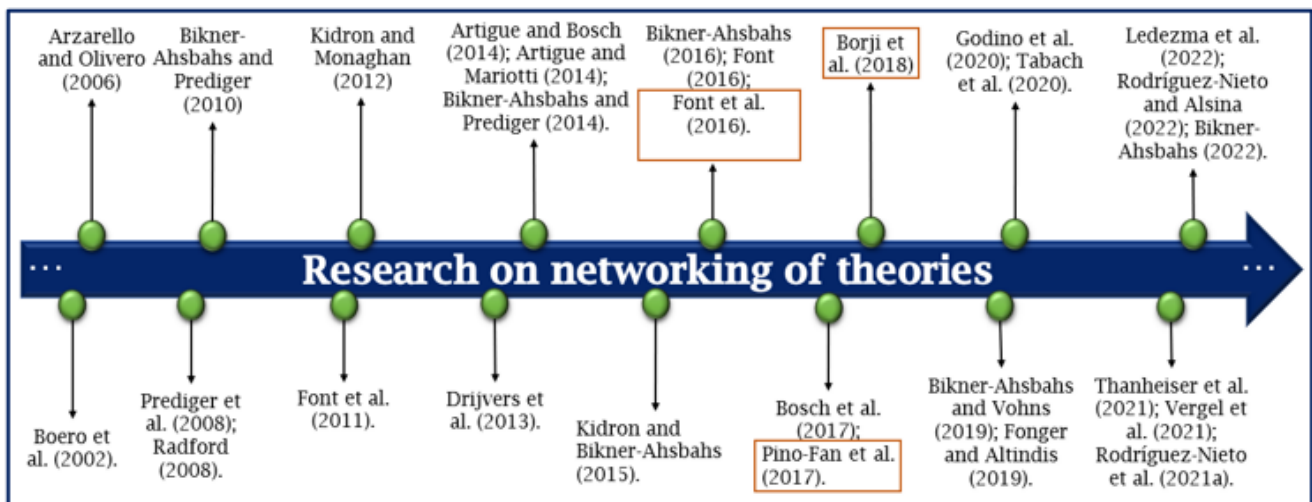 Arzarello
and Olivero
(2006)
Bikner-
Ahsbahs and
Prediger
(2010)
Kidron and
Monaghan
(2012)
Artigue and Bosch
(2014); Artigue and
Mariotti (2014);
Bikner-Ahsbahs and
Prediger (2014).
Bikner-Ahsbahs
(2016); Font
(2016);
Font et al.
(2016).
Borji et
al. (2018)
Godino et al.
(2020); Tabach
et al. (2020).
Ledezma et al.
(2022);
Rodríguez-Nieto
and Alsina
(2022); Bikner-
Ahsbahs (2022).
... Research on networking of theories ...
Boero et
al. (2002).
Prediger et
al. (2008);
Radford
(2008).
Font et al.
(2011).
Drijvers et
al. (2013).
Kidron and
Bikner-Ahsbahs
(2015).
Bosch et al.
(2017);
Pino-Fan et al.
(2017).
Bikner-Ahsbahs
and Vohns
(2019); Fonger
and Altindis
(2019).
Thanheiser et al.
(2021); Vergel et
al. (2021);
Rodríguez-Nieto
et al. (2021a).